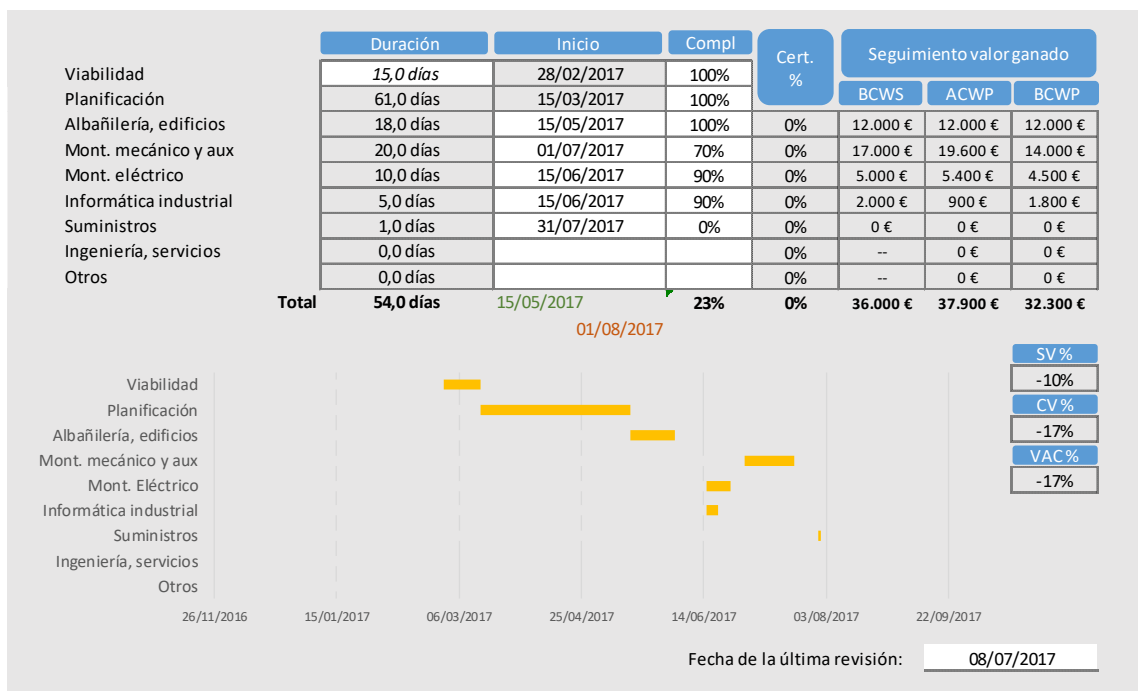 Duración Inicio Compl Cert. % Seguimiento valor ganado
BCWS ACWP BCWP
Viabilidad 15,0 días 28/02/2017 100%
Planificación 61,0 días 15/03/2017 100%
Albañilería, edificios 18,0 días 15/05/2017 100% 0% 12.000 € 12.000 € 12.000 €
Mont. mecánico y aux 20,0 días 01/07/2017 70% 0% 17.000 € 19.600 € 14.000 €
Mont. eléctrico 10,0 días 15/06/2017 90% 0% 5.000 € 5.400 € 4.500 €
Informática industrial 5,0 días 15/06/2017 90% 0% 2.000 € 900 € 1.800 €
Suministros 1,0 días 31/07/2017 0% 0% 0 € 0 € 0 €
Ingeniería, servicios 0,0 días 0% -- 0 € 0 €
Otros 0,0 días 0% -- 0 € 0 €
Total 54,0 días 15/05/2017 23% 0% 36.000 € 37.900 € 32.300 €
01/08/2017
SV%
-10%
CV%
-17%
VAC%
-17%
Viabilidad
Planificación
Albañilería, edificios
Mont. mecánico y aux
Mont. Eléctrico
Informática industrial
Suministros
Ingeniería, servicios
Otros
26/11/2016 15/01/2017 06/03/2017 25/04/2017 14/06/2017 03/08/2017 22/09/2017
Fecha de la última revisión: 08/07/2017